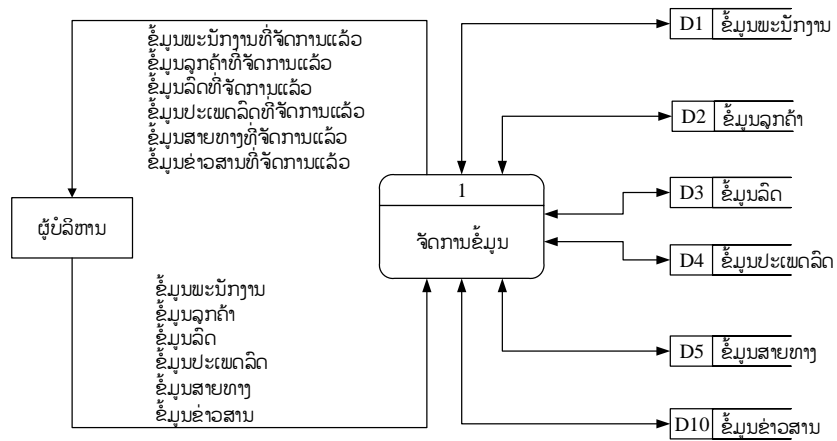 ຂໍ້ມູນພະນັກງານທີ່ຈັດການແລ້ວ
ຂໍ້ມູນລູກຄ້າທີ່ຈັດການແລ້ວ
ຂໍ້ມູນລົດທີ່ຈັດການແລ້ວ
ຂໍ້ມູນປະເພດລົດທີ່ຈັດການແລ້ວ
ຂໍ້ມູນສາຍທາງທີ່ຈັດການແລ້ວ
ຂໍ້ມູນຂ່າວສານທີ່ຈັດການແລ້ວ
ຜູ້ບໍລິຫານ
1
ຈັດການຂໍ້ມູນ
ຂໍ້ມູນພະນັກງານ
ຂໍ້ມູນລູກຄ້າ
ຂໍ້ມູນລົດ
ຂໍ້ມູນປະເພດລົດ
ຂໍ້ມູນສາຍທາງ
ຂໍ້ມູນຂ່າວສານ
D1 ຂໍ້ມູນພະນັກງານ
D2 ຂໍ້ມູນລູກຄ້າ
D3 ຂໍ້ມູນລົດ
D4 ຂໍ້ມູນປະເພດລົດ
D5 ຂໍ້ມູນສາຍທາງ
D10 ຂໍ້ມູນຂ່າວສານ